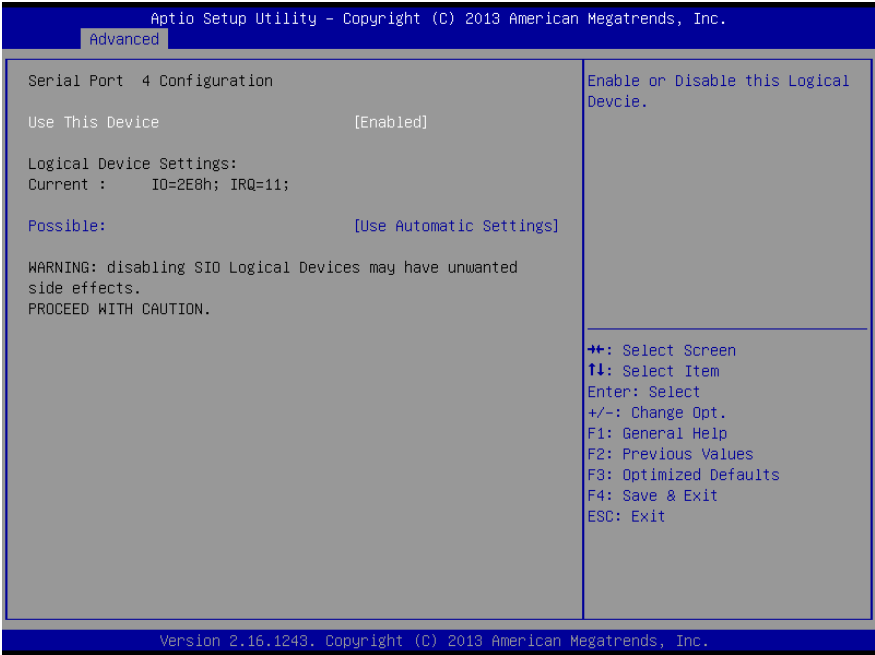 Aptio Setup Utility – Copyright (C) 2013 American Megatrends, Inc.
Advanced
Serial Port  4 Configuration
Use This Device [Enabled]
Logical Device Settings:
Current : IO=2E8h; IRQ=11;
Possible: [Use Automatic Settings]
WARNING: disabling SIO Logical Devices may have unwanted
side effects.
PROCEED WITH CAUTION.
Enable or Disable this Logical
Devcie.
→←: Select Screen
↑↓: Select Item
Enter: Select
+/-: Change Opt.
F1: General Help
F2: Previous Values
F3: Optimized Defaults
F4: Save & Exit
ESC: Exit
Version 2.16.1243. Copyright (C) 2013 American Megatrends, Inc.